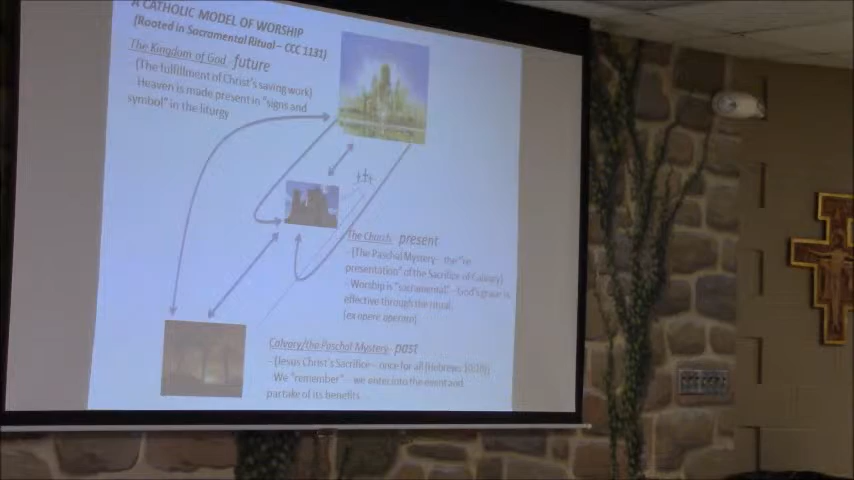 A CATHOLIC MODEL OF WORSHIP
(Rooted in Sacramental Ritual – CCC 1131)
The Kingdom of God - future
- (The fulfillment of Christ's saving work)
- Heaven is made present in "signs and
symbol" in the liturgy
The Church - present
- (The Paschal Mystery – the "re
presentation" of the Sacrifice of Calvary)
- Worship is "sacramental" – God's grace is
effective through the ritual.
(ex opere operato)
Calvary/the Paschal Mystery - past
- (Jesus Christ's Sacrifice – once for all (Hebrews 10:10))
- We "remember" – we enter into the event and
partake of its benefits